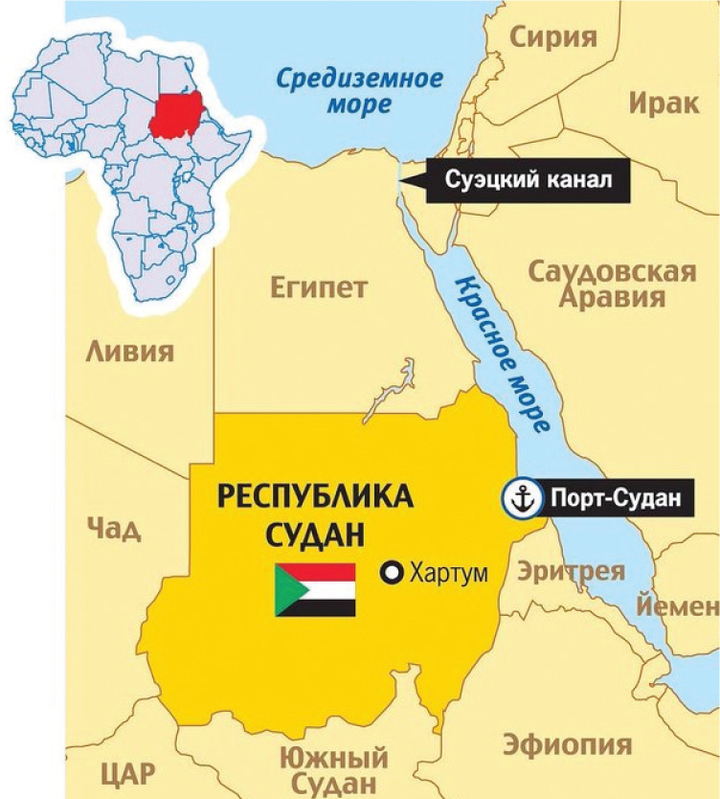 Сирия
Средиземное
море
Ирак
Суэцкий канал
Саудовская
Аравия
Египет
Красное море
Ливия
РЕСПУБЛИКА
СУДАН
Порт-Судан
Чад
Хартум
Эритрея
Йемен
Эфиопия
Южный
Судан
ЦАР